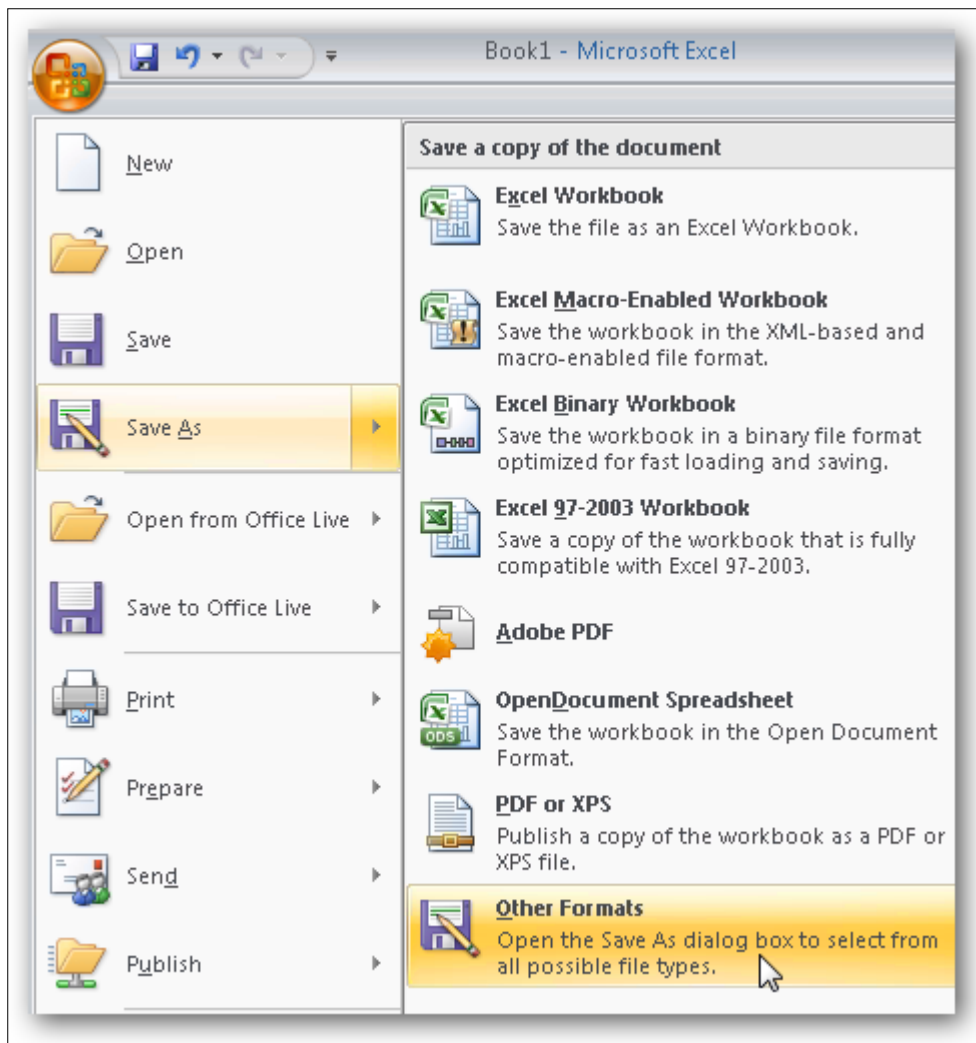 Book1 - Microsoft Excel
New
Open
Save
Save As
Open from Office Live
Save to Office Live
Print
Prepare
Send
Publish
Save a copy of the document
Excel Workbook
Save the file as an Excel Workbook.
Excel Macro-Enabled Workbook
Save the workbook in the XML-based and
macro-enabled file format.
Excel Binary Workbook
Save the workbook in a binary file format
optimized for fast loading and saving.
Excel 97-2003 Workbook
Save a copy of the workbook that is fully
compatible with Excel 97-2003.
Adobe PDF
OpenDocument Spreadsheet
ODS
Save the workbook in the Open Document
Format.
PDF or XPS
Publish a copy of the workbook as a PDF or
XPS file.
Other Formats
Open the Save As dialog box to select from
all possible file types.